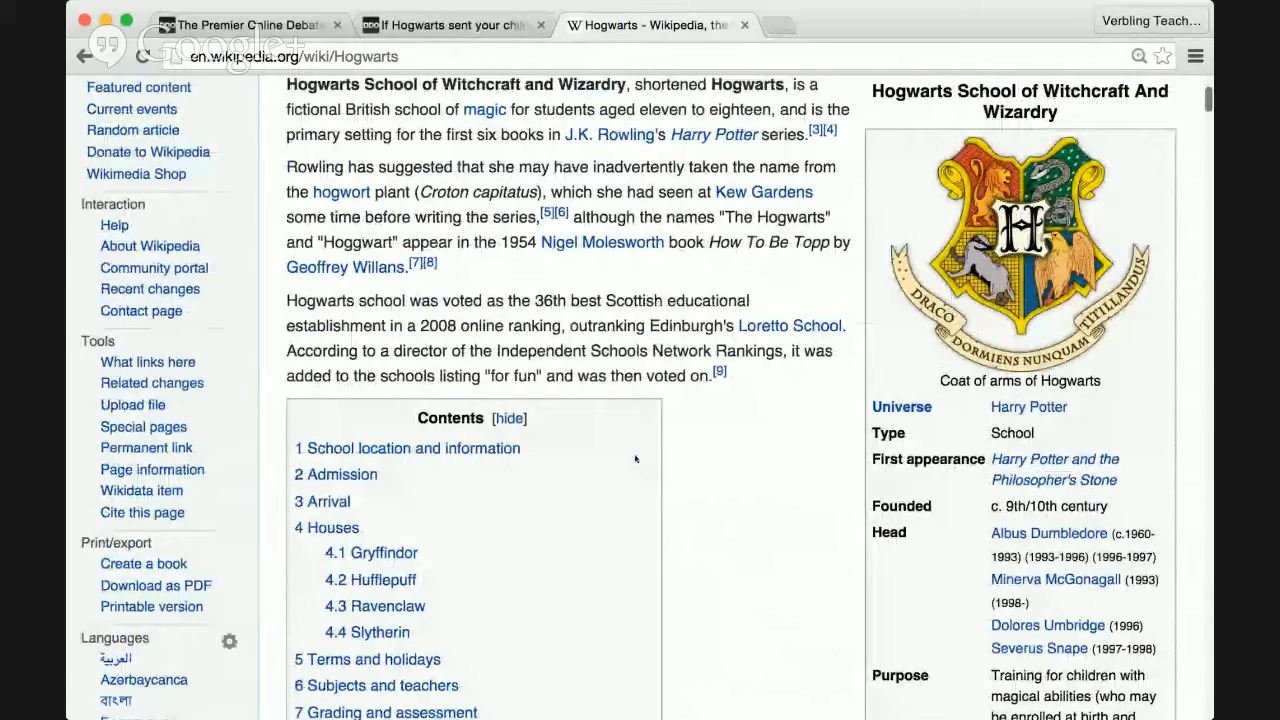 The Premier Online Debate
If Hogwarts sent your chil
Hogwarts - Wikipedia, the
Verbling Teach…
Google+
en.wikipedia.org/wiki/Hogwarts
Featured content
Current events
Random article
Donate to Wikipedia
Wikimedia Shop
Interaction
Help
About Wikipedia
Community portal
Recent changes
Contact page
Tools
What links here
Related changes
Upload file
Special pages
Permanent link
Page information
Wikidata item
Cite this page
Print/export
Create a book
Download as PDF
Printable version
Languages
العربية
Azərbaycanca
বাংলা
Hogwarts School of Witchcraft and Wizardry, shortened Hogwarts, is a
fictional British school of magic for students aged eleven to eighteen, and is the
primary setting for the first six books in J.K. Rowling's Harry Potter series.[3][4]
Rowling has suggested that she may have inadvertently taken the name from
the hogwort plant (Croton capitatus), which she had seen at Kew Gardens
some time before writing the series,[5][6] although the names "The Hogwarts"
and "Hoggwart" appear in the 1954 Nigel Molesworth book How To Be Topp by
Geoffrey Willans.[7][8]
Hogwarts school was voted as the 36th best Scottish educational
establishment in a 2008 online ranking, outranking Edinburgh's Loretto School.
According to a director of the Independent Schools Network Rankings, it was
added to the schools listing "for fun" and was then voted on.[9]
Contents [hide]
1 School location and information
2 Admission
3 Arrival
4 Houses
4.1 Gryffindor
4.2 Hufflepuff
4.3 Ravenclaw
4.4 Slytherin
5 Terms and holidays
6 Subjects and teachers
7 Grading and assessment
Hogwarts School of Witchcraft And
Wizardry
H
DRACO DORMIENS NUNQUAM TITILLANDUS
Coat of arms of Hogwarts
Universe Harry Potter
Type School
First appearance Harry Potter and the
Philosopher's Stone
Founded c. 9th/10th century
Head Albus Dumbledore (c.1960-
1993) (1993-1996) (1996-1997)
Minerva McGonagall (1993)
(1998-)
Dolores Umbridge (1996)
Severus Snape (1997-1998)
Purpose Training for children with
magical abilities (who may
be enrolled at birth and